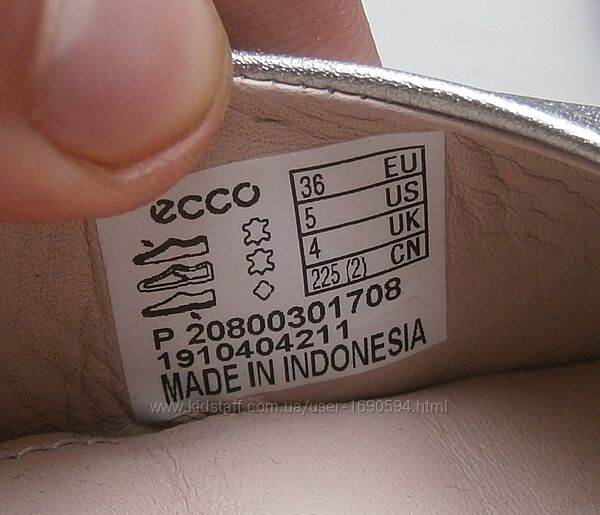 ecco
36 EU
5 US
4 UK
225 (2) CN
P 20800301708
1910404211
MADE IN INDONESIA
www.kidstaff.com.ua/user-1690594.html